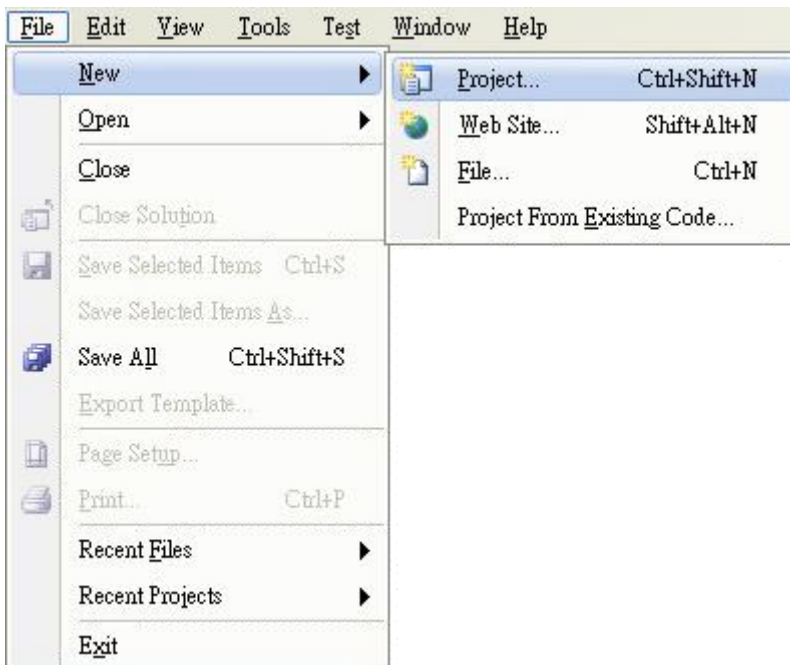 File Edit View Tools Test Window Help
New
Open
Close
Close Solution
Save Selected Items Ctrl+S
Save Selected Items As...
Save All Ctrl+Shift+S
Export Template...
Page Setup...
Print... Ctrl+P
Recent Files
Recent Projects
Exit
Project... Ctrl+Shift+N
Web Site... Shift+Alt+N
File... Ctrl+N
Project From Existing Code...